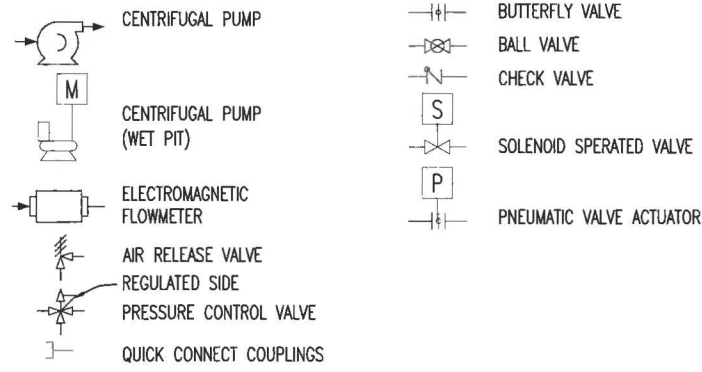 CENTRIFUGAL PUMP
M
CENTRIFUGAL PUMP
(WET PIT)
ELECTROMAGNETIC
FLOWMETER
AIR RELEASE VALVE
REGULATED SIDE
PRESSURE CONTROL VALVE
QUICK CONNECT COUPLINGS
BUTTERFLY VALVE
BALL VALVE
CHECK VALVE
S
SOLENOID SPERATED VALVE
P
PNEUMATIC VALVE ACTUATOR